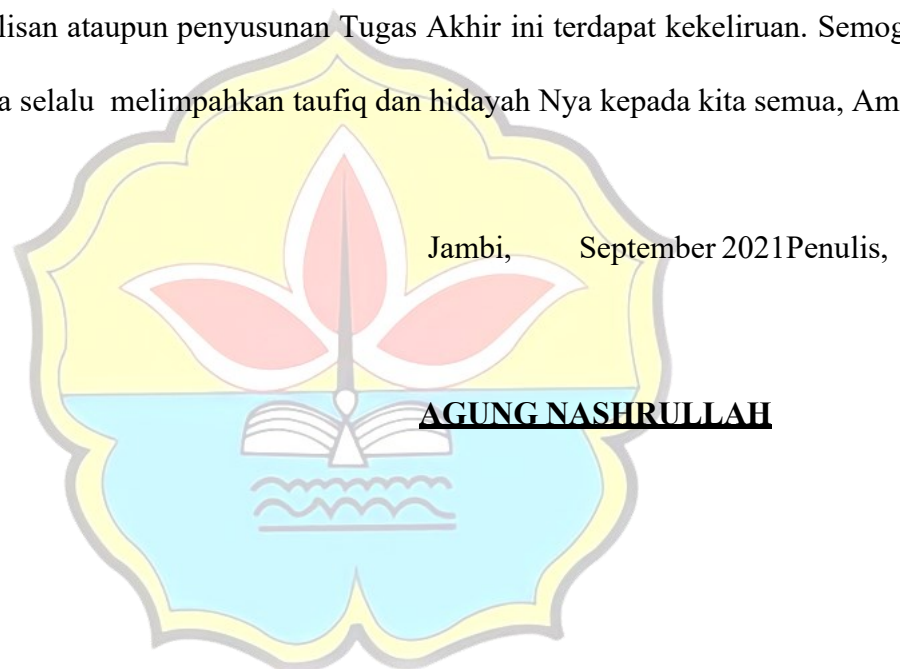 lisan ataupun penyusunan Tugas Akhir ini terdapat kekeliruan. Semog
a selalu melimpahkan taufiq dan hidayah Nya kepada kita semua, Am
Jambi, September 2021Penulis,
AGUNG NASHRULLAH